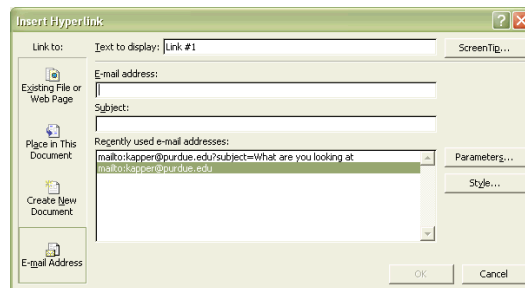 Insert Hyperlink
Link to:
Text to display: Link #1
ScreenTip...
Existing File or
Web Page
E-mail address:
Subject:
Place in This
Document
Recently used e-mail addresses:
mailto:kapper@purdue.edu?subject=What are you looking at
mailto:kapper@purdue.edu
Parameters...
Style...
Create New
Document
E-mail Address
OK
Cancel